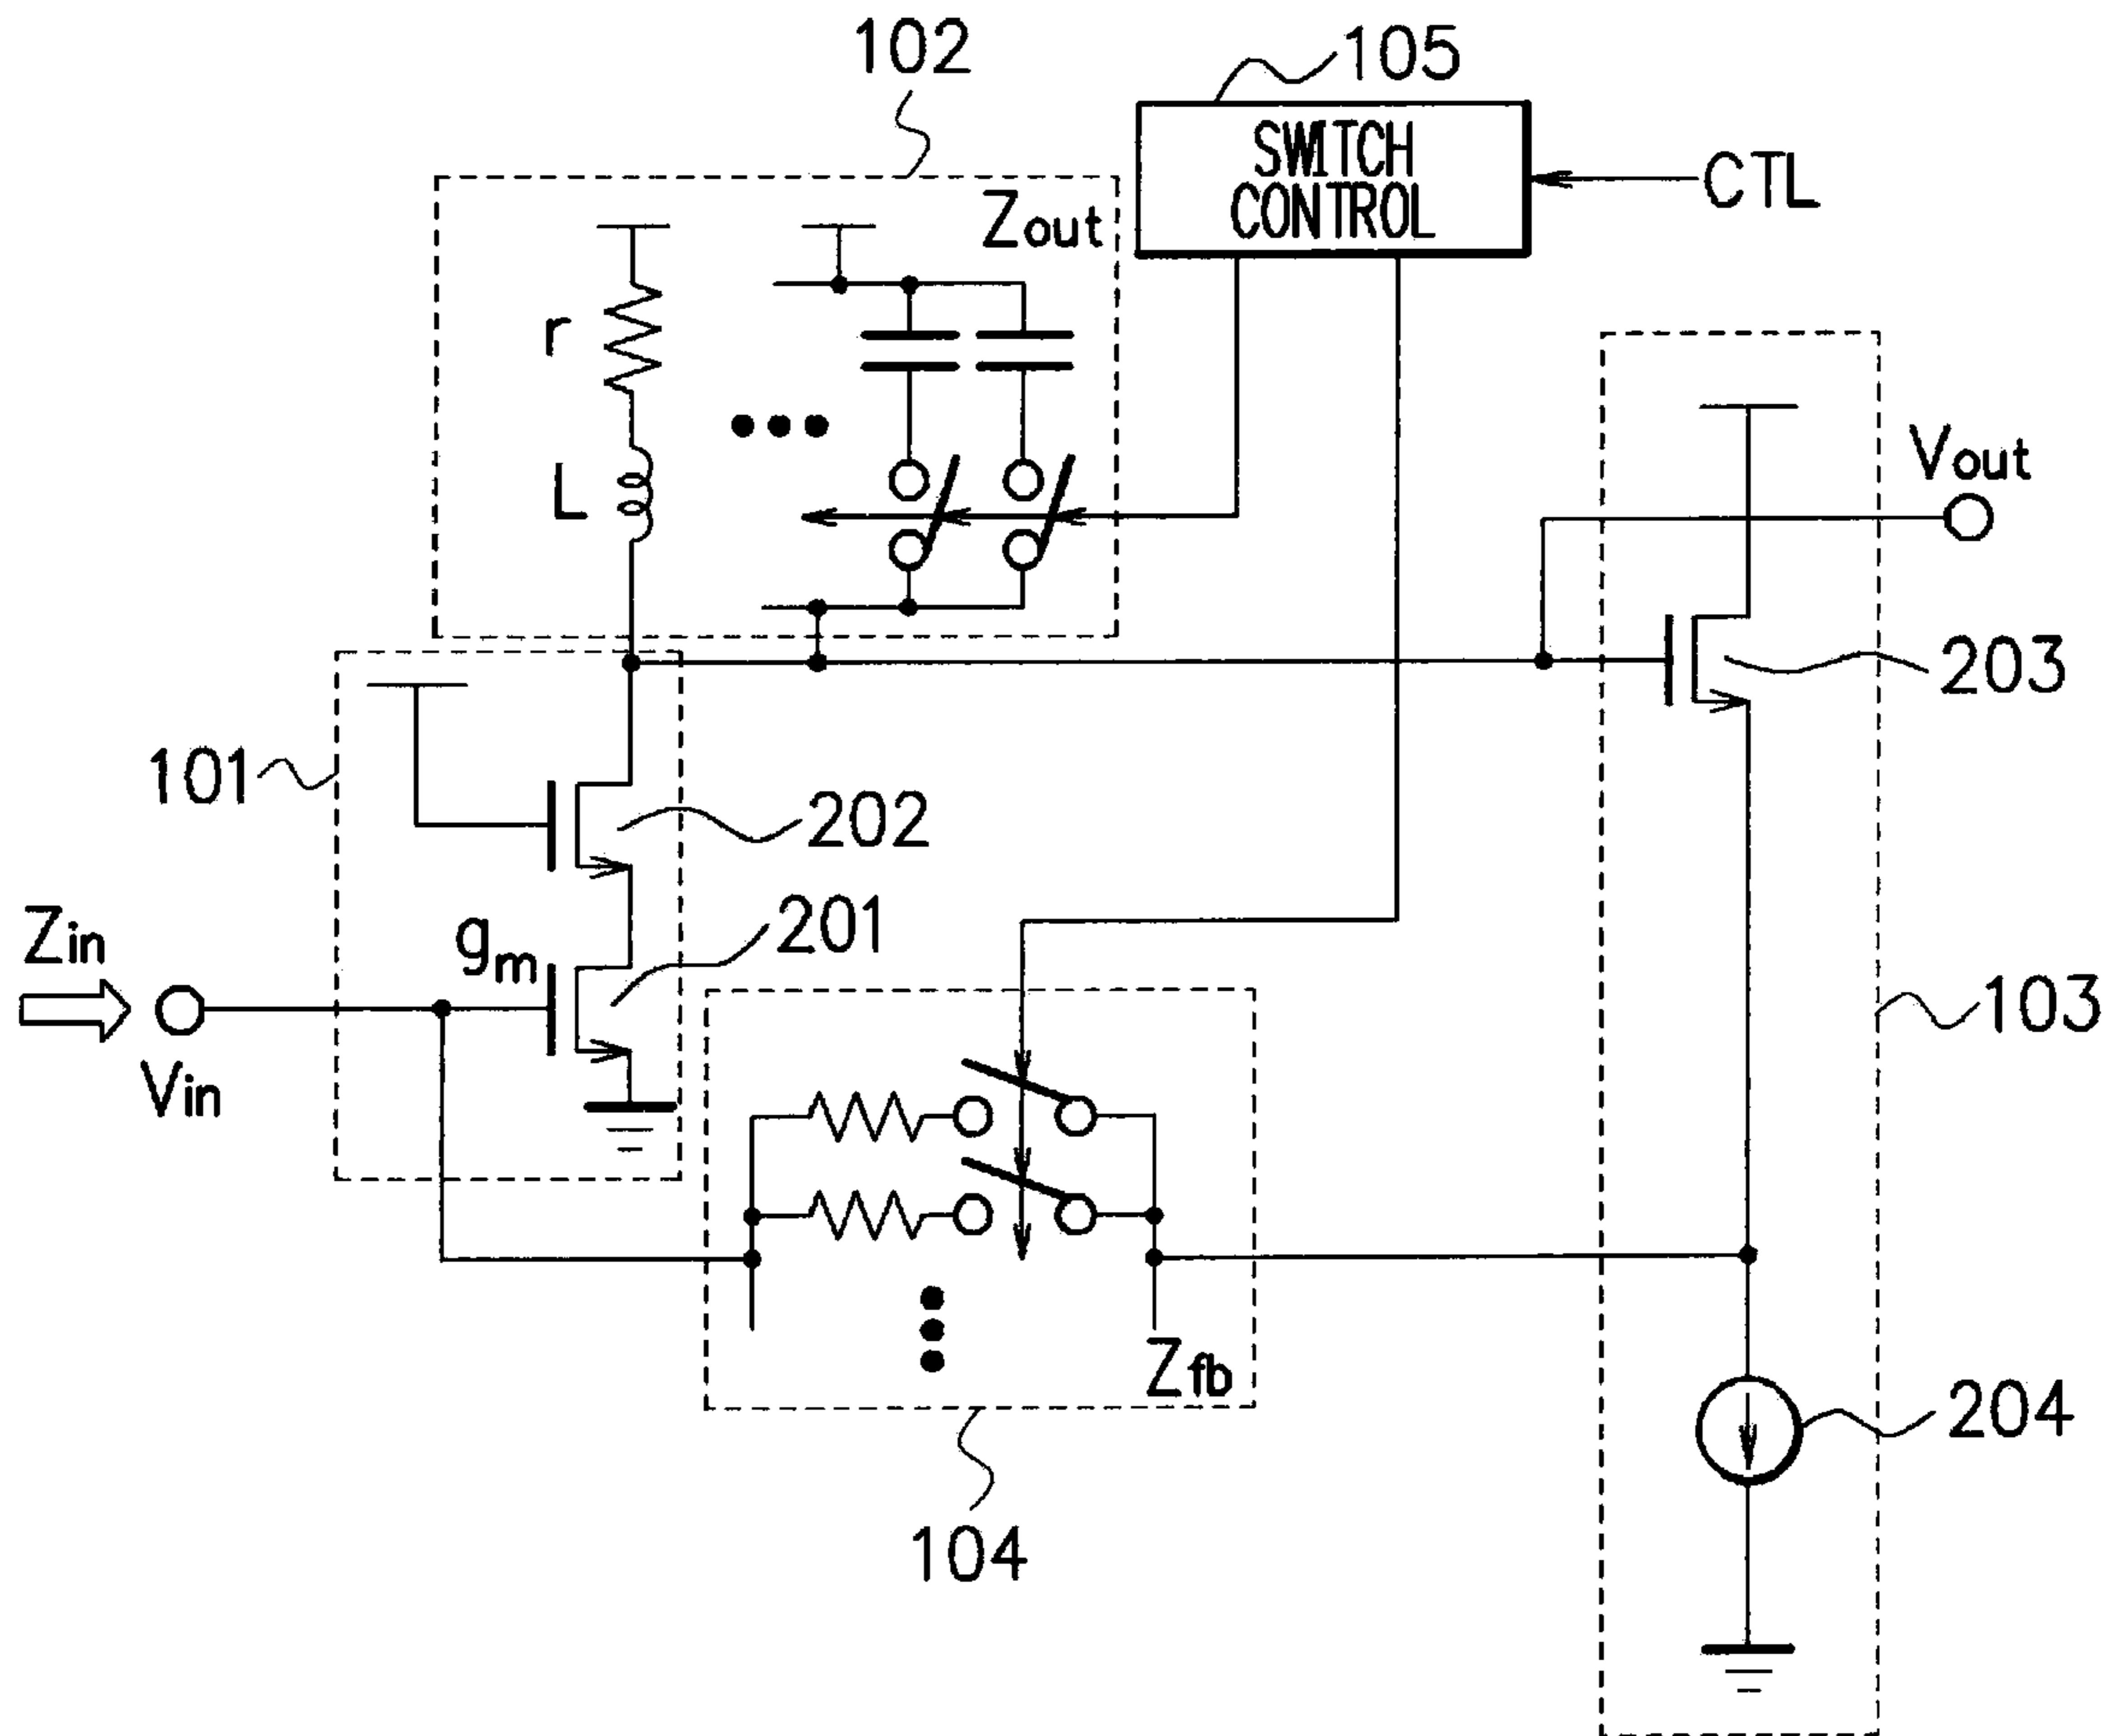 102
105
SWITCH
CONTROL
CTL
Zout
r
L
Vout
203
101
202
201
gm
Zin
Vin
103
Zfb
204
104